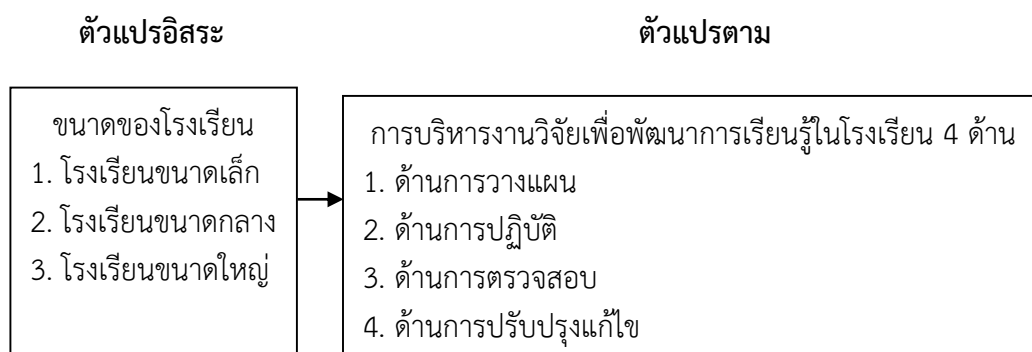 ตัวแปรอิสระ
ตัวแปรตาม
ขนาดของโรงเรียน
1. โรงเรียนขนาดเล็ก
2. โรงเรียนขนาดกลาง
3. โรงเรียนขนาดใหญ่
การบริหารงานวิจัยเพื่อพัฒนาการเรียนรู้ในโรงเรียน 4 ด้าน
1. ด้านการวางแผน
2. ด้านการปฏิบัติ
3. ด้านการตรวจสอบ
4. ด้านการปรับปรุงแก้ไข